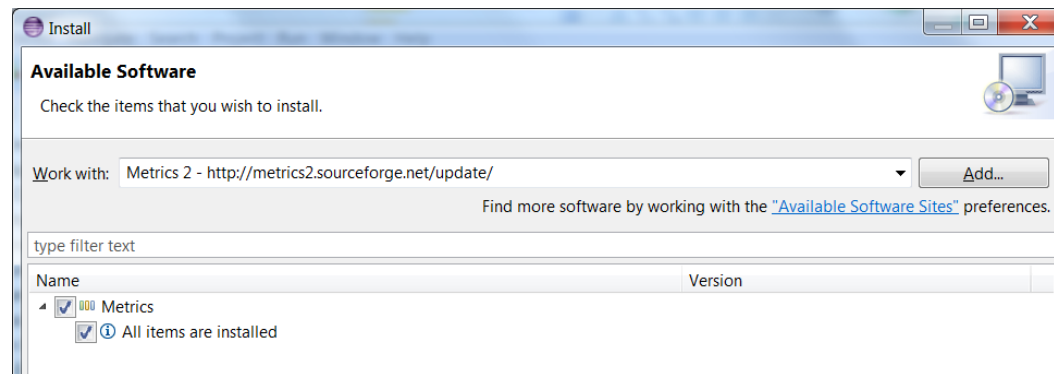 Install
Available Software
Check the items that you wish to install.
Work with: Metrics 2 - http://metrics2.sourceforge.net/update/ Add...
Find more software by working with the "Available Software Sites" preferences.
type filter text
Name Version
Metrics
All items are installed